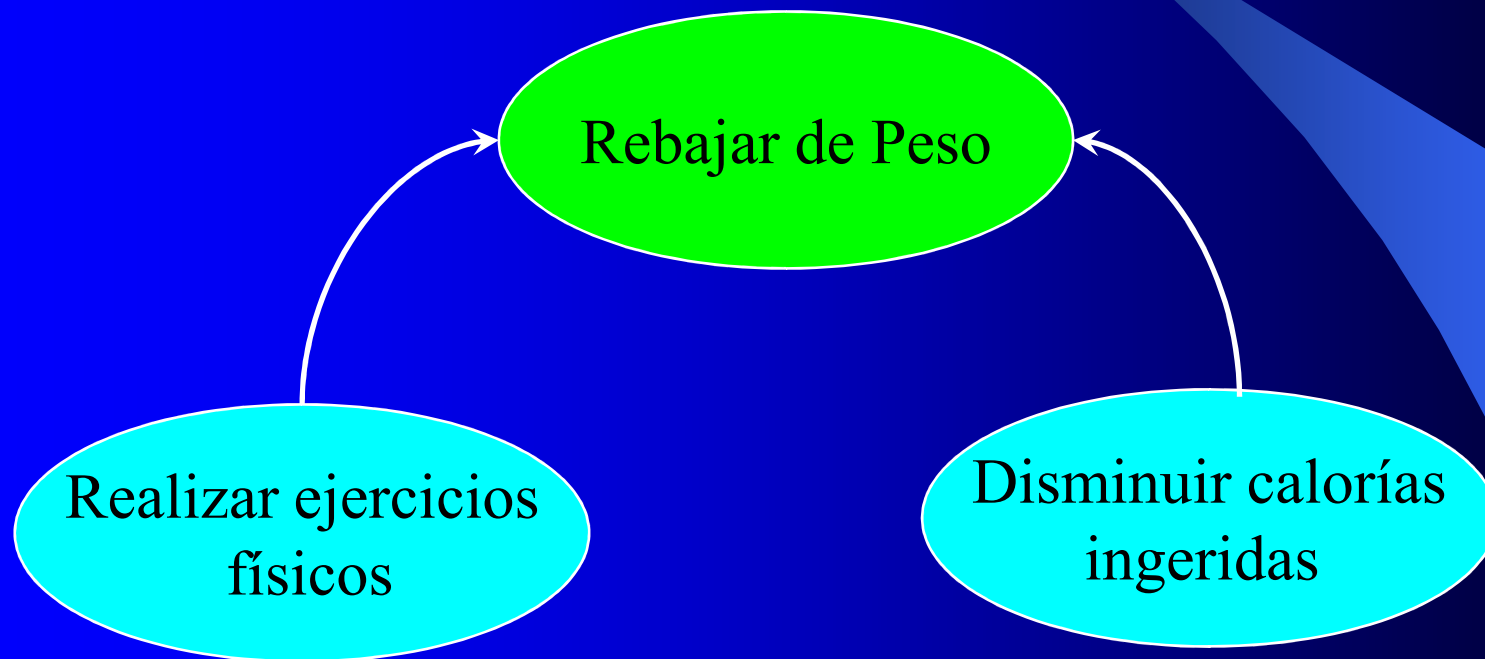 Rebajar de Peso
Realizar ejercicios
físicos
Disminuir calorías
ingeridas